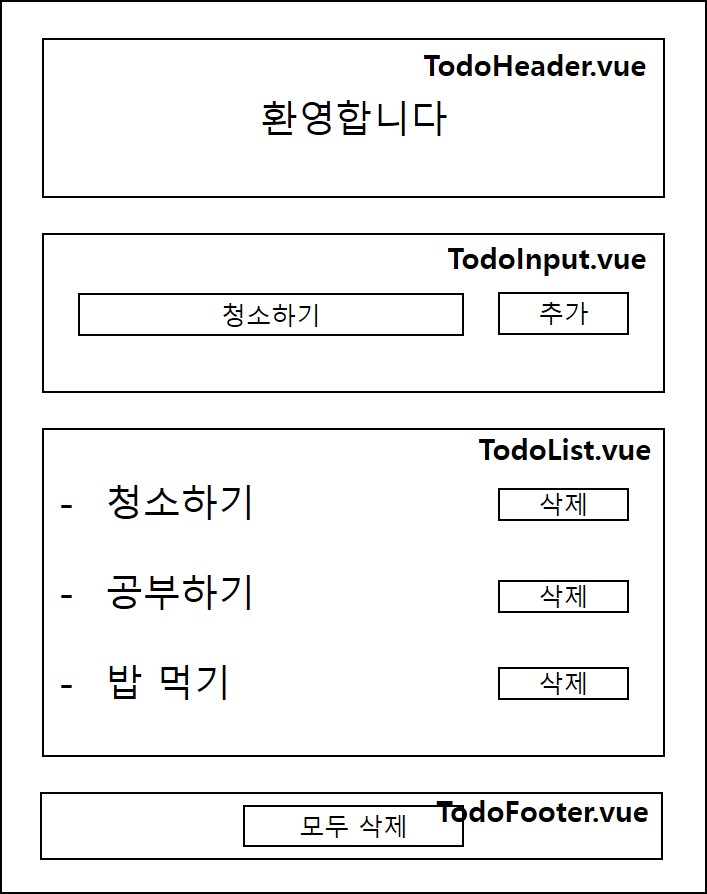 TodoHeader.vue
환영합니다
TodoInput.vue
청소하기 추가
TodoList.vue
- 청소하기 삭제
- 공부하기 삭제
- 밥 먹기 삭제
모두 삭제 TodoFooter.vue